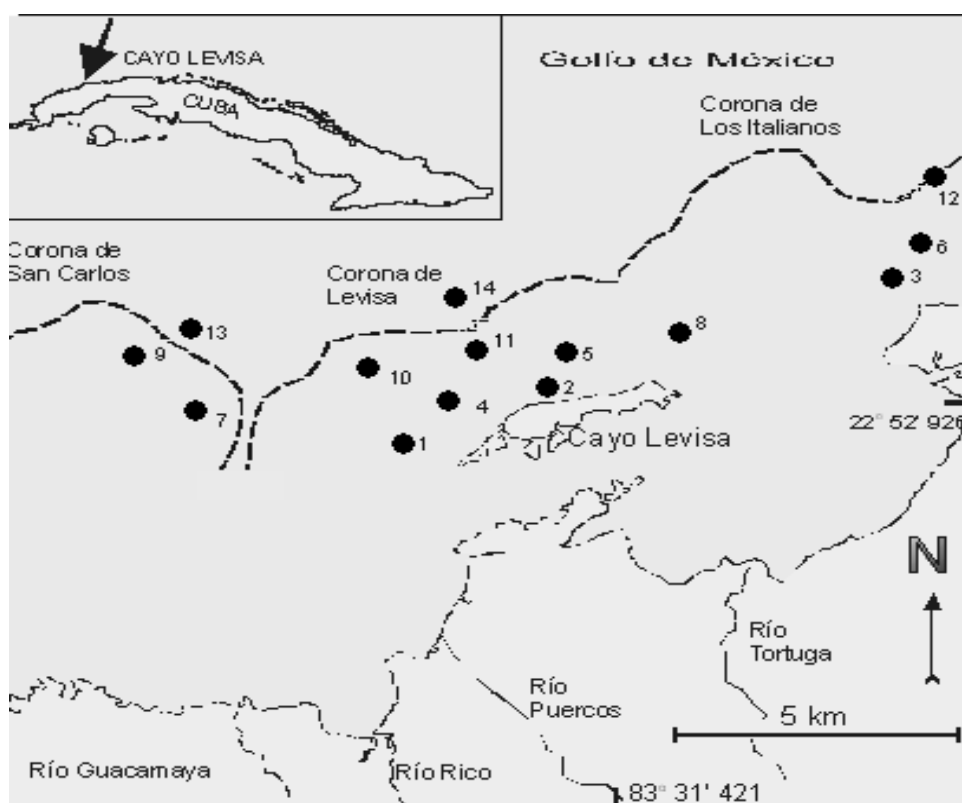 CAYO LEVISA
CUBA
Golfo de México
Corona de
Los Italianos
12
6
3
Corona de
San Carlos
Corona de
Levisa
14
13
9
11
5
8
10
2
4
7
1
22° 52' 926
Cayo Levisa
N
Río
Tortuga
Río
Puercos
5 km
Río Guacamaya
Río Rico
83° 31' 421